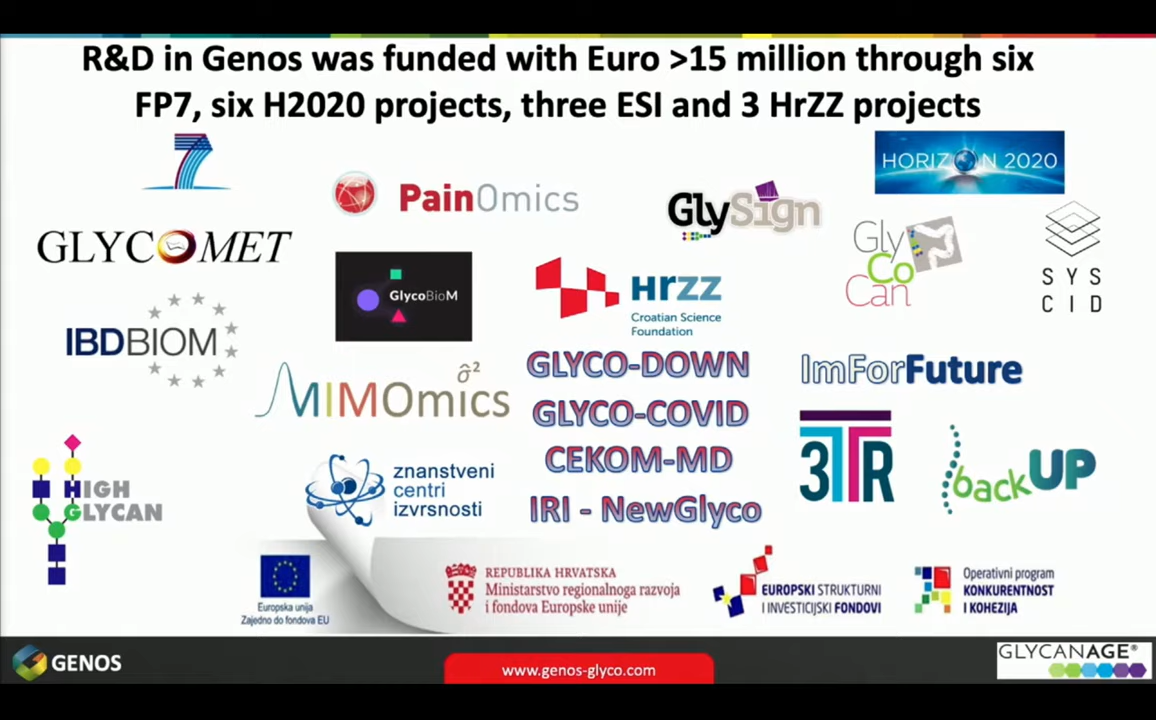 R&D in Genos was funded with Euro >15 million through six
FP7, six H2020 projects, three ESI and 3 HrZZ projects
7
HORIZON 2020
PainOmics
GlySign
GLYCOMET
GlyCoCan
SYS
CID
GlycoBioM
HRZZ
Croatian Science
Foundation
IBDBIOM
MIMOmics
σ̂²
GLYCO-DOWN
GLYCO-COVID
CEKOM-MD
IRI - NewGlyco
ImForFuture
3TR
backUP
HIGH
GLYCAN
znanstveni
centri
izvrsnosti
Europska unija
Zajedno do fondova EU
REPUBLIKA HRVATSKA
Ministarstvo regionalnoga razvoja
i fondova Europske unije
EUROPSKI STRUKTURNI
I INVESTICIJSKI FONDOVI
Operativni program
KONKURENTNOST
I KOHEZIJA
GENOS
www.genos-glyco.com
GLYCANAGE®